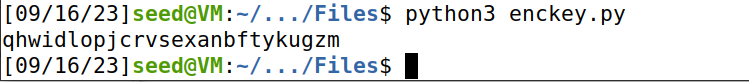 [09/16/23]seed@VM:~/.../Files$ python3 enckey.py
qhwidlopjcrvsexanbftykugzm
[09/16/23]seed@VM:~/.../Files$